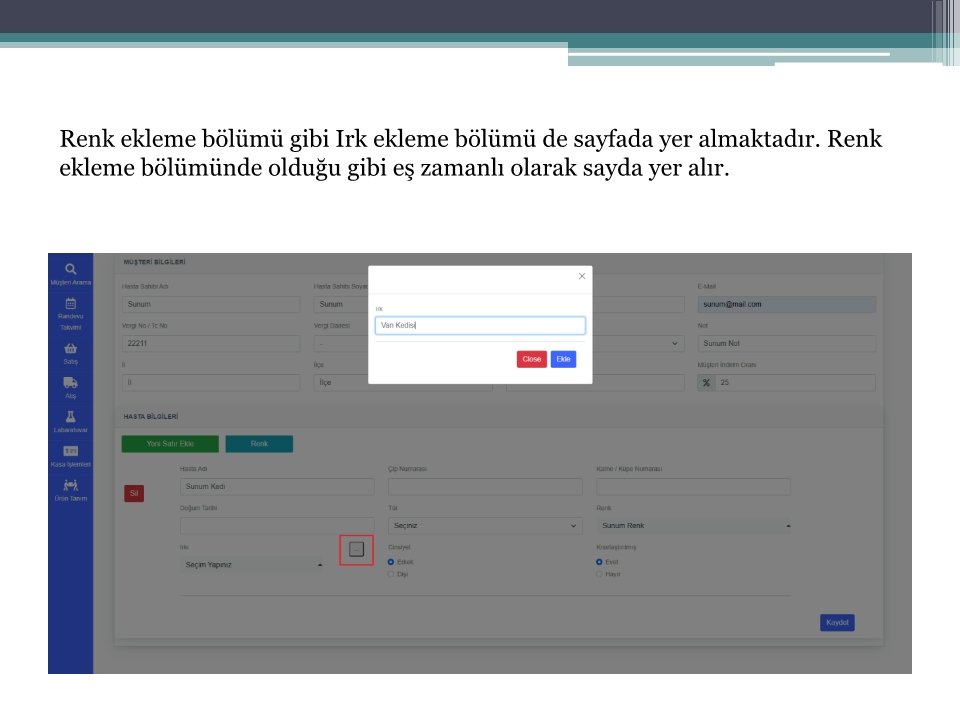 Renk ekleme bölümü gibi Irk ekleme bölümü de sayfada yer almaktadır. Renk
ekleme bölümünde olduğu gibi eş zamanlı olarak sayda yer alır.
MÜŞTERİ BİLGİLERİ
Müşteri Arama
Hasta Sahibi Adı
Hasta Sahibi Soyadı
E-Mail
Sunum
Sunum
sunum@mail.com
Irk
Van Kedisi
Randevu
Takvimi
Vergi No / Tc No
Vergi Dairesi
Not
22211
-
Sunum Not
Close
Ekle
Satış
İl
İlçe
Müşteri İndirim Oranı
İl
İlçe
% 25
Alış
Labaratuvar
HASTA BİLGİLERİ
Yeni Satır Ekle
Renk
Kasa İşlemleri
Hasta Adı
Çip Numarası
Karne / Küpe Numarası
Sil
Sunum Kedi
Ürün Tanım
Doğum Tarihi
Tür
Renk
Seçiniz
Sunum Renk
Irkı
Cinsiyet
Kısırlaştırılmış
Seçim Yapınız
Erkek
Evet
Dişi
Hayır
Kaydet